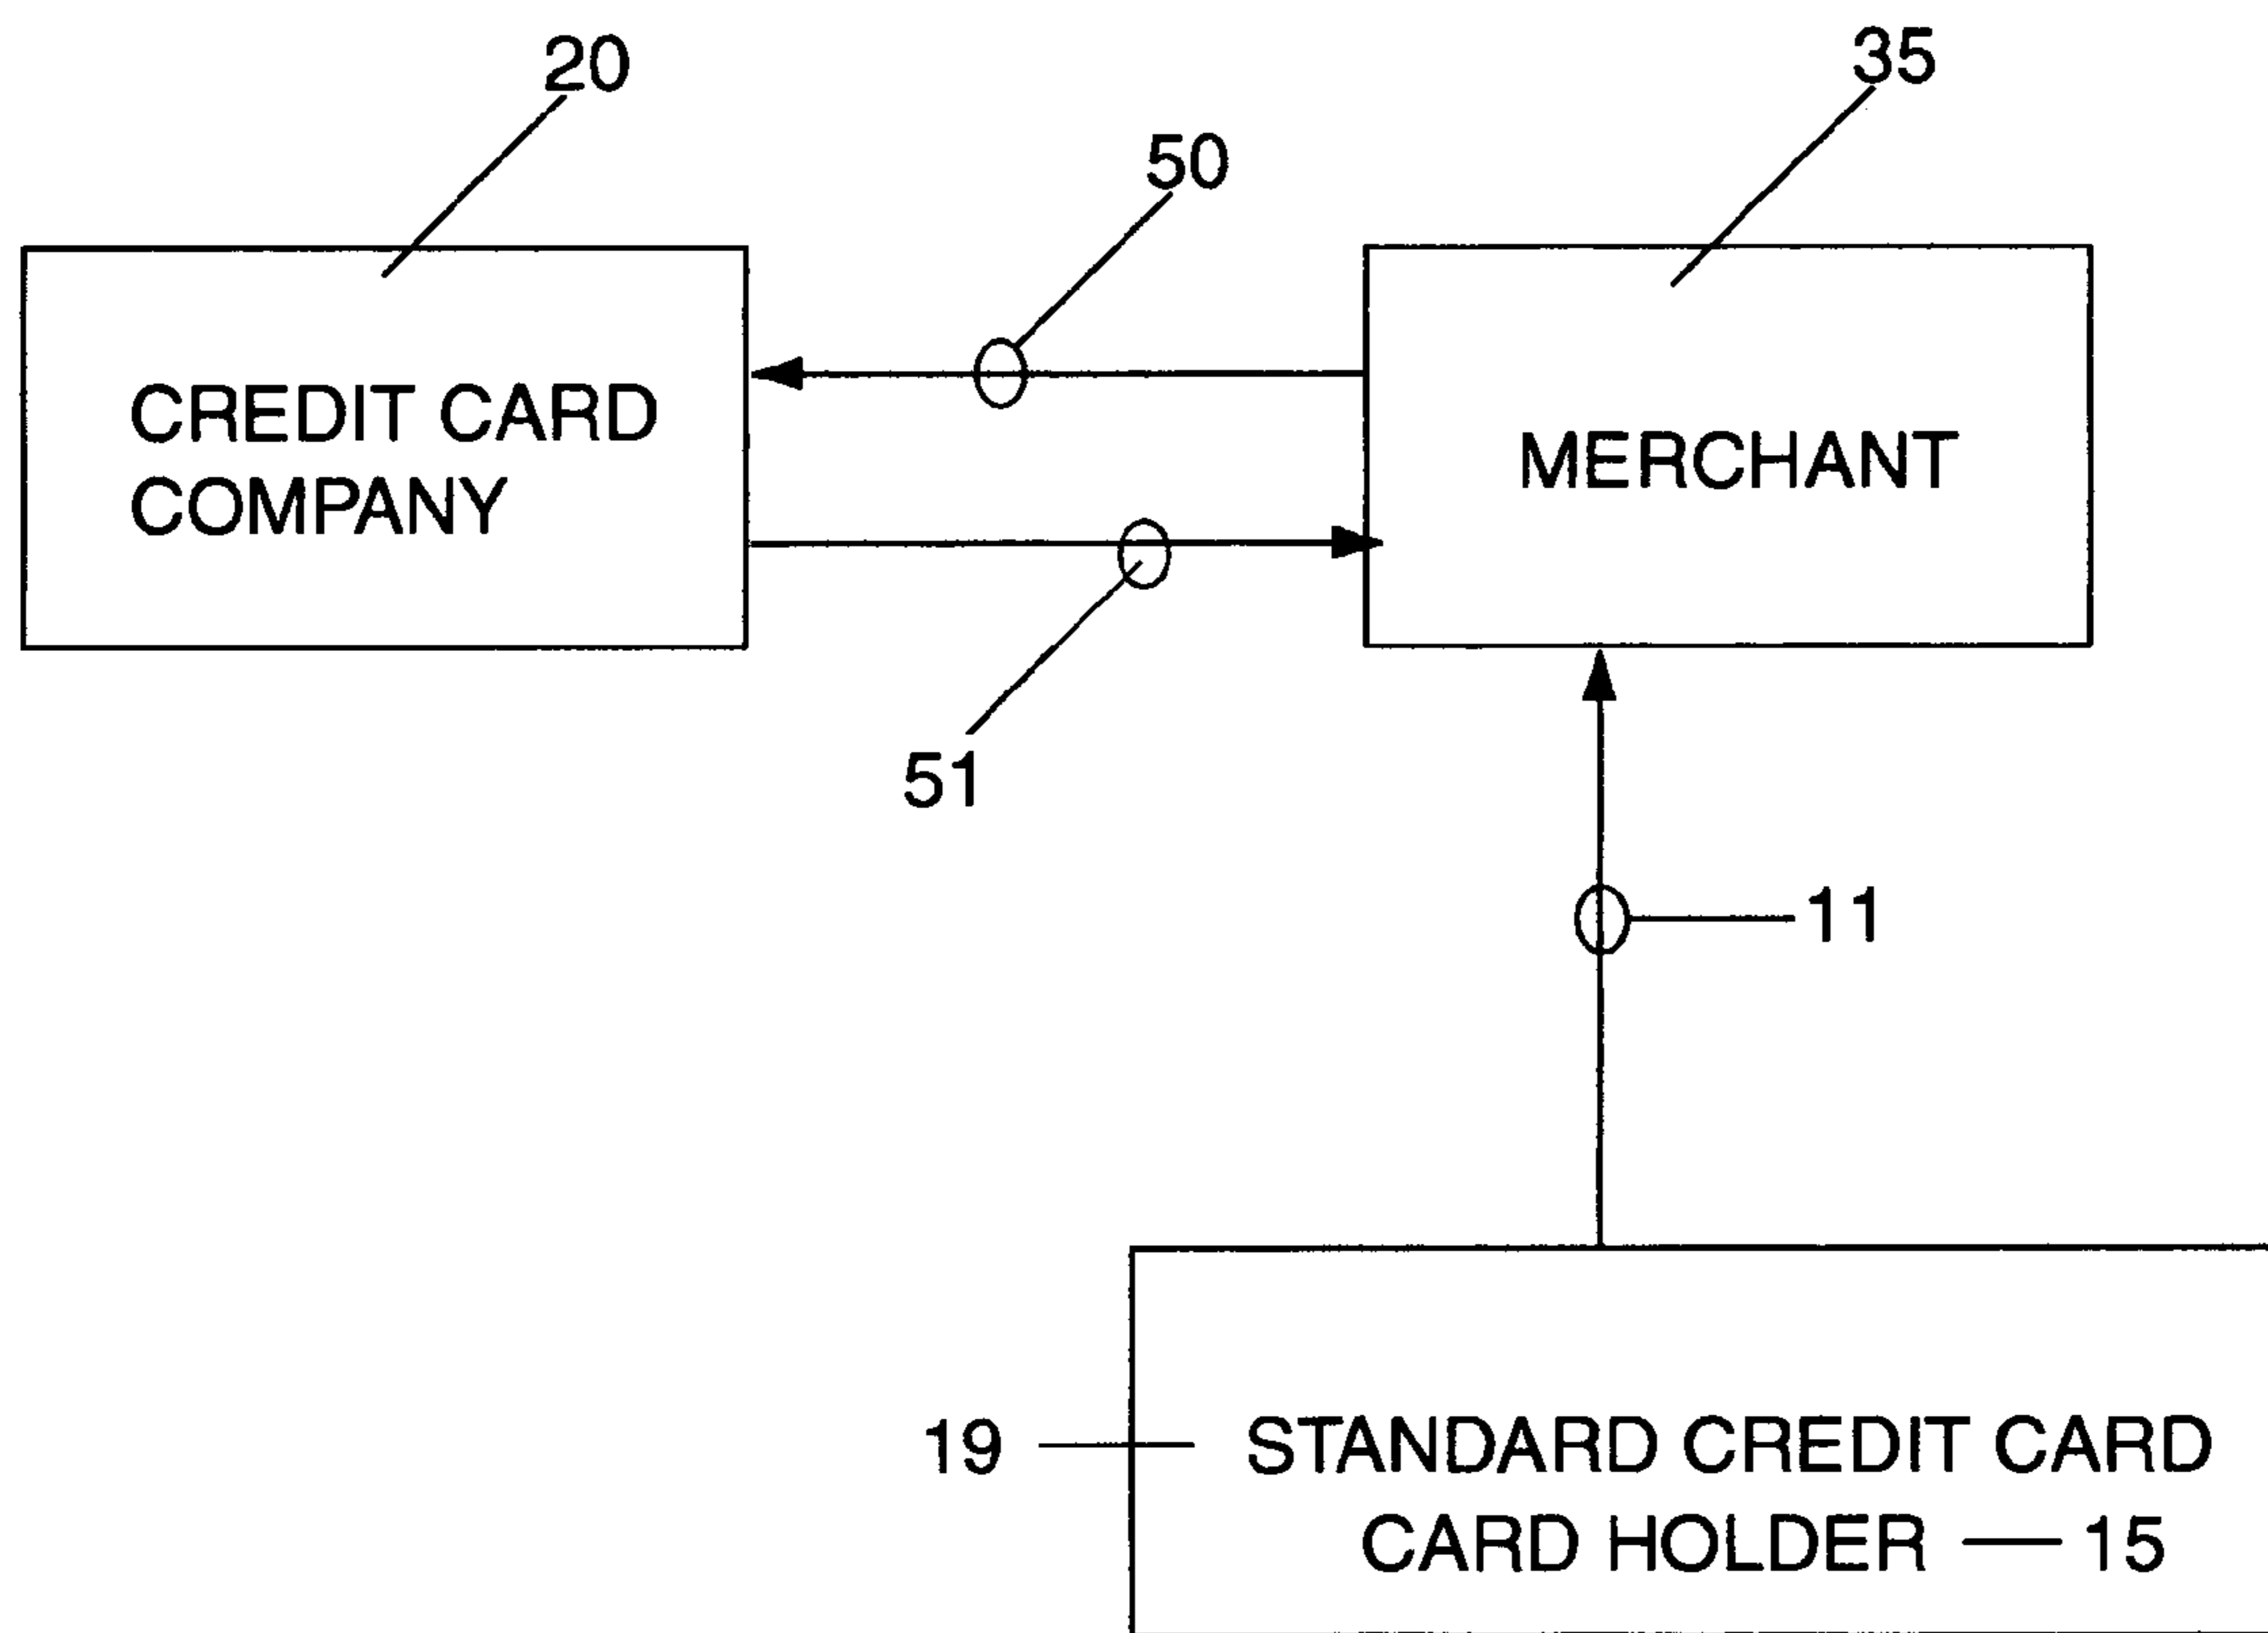 20
35
50
CREDIT CARD
COMPANY
MERCHANT
51
11
19
STANDARD CREDIT CARD
CARD HOLDER — 15